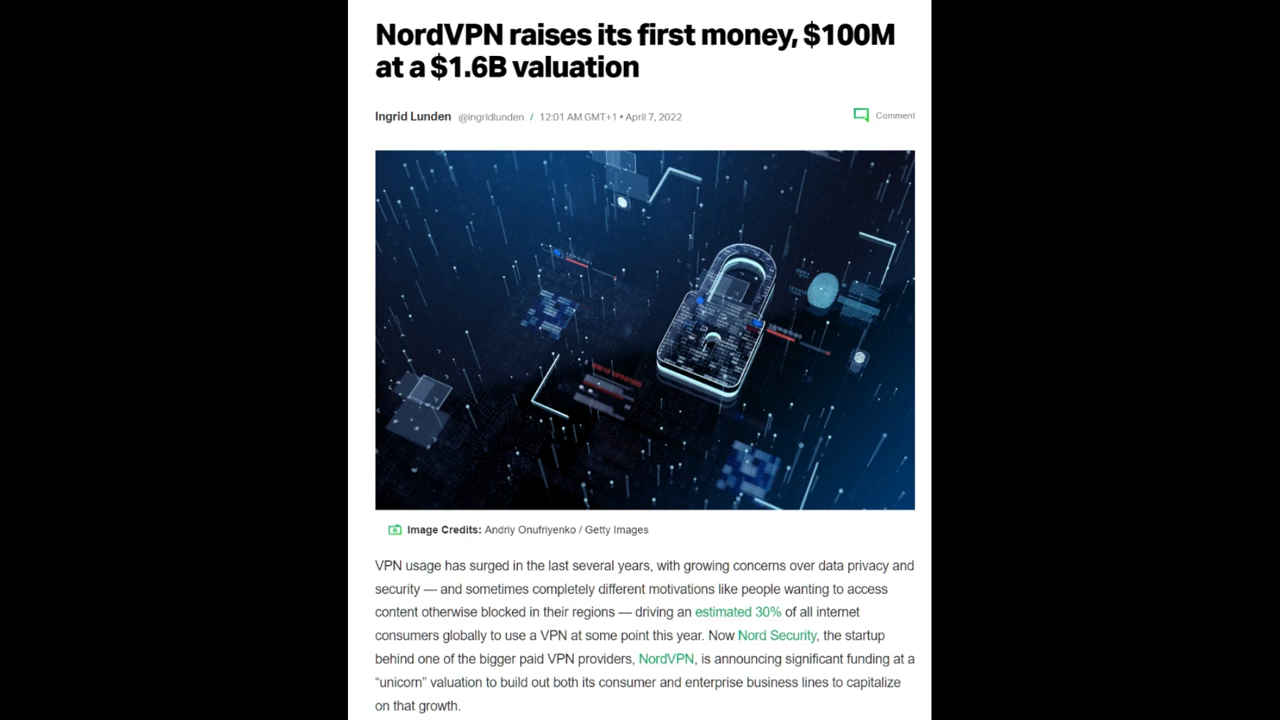 NordVPN raises its first money, $100M
at a $1.6B valuation
Ingrid Lunden @ingridlunden / 12:01 AM GMT+1 • April 7, 2022
Comment
Image Credits: Andriy Onufriyenko / Getty Images
VPN usage has surged in the last several years, with growing concerns over data privacy and
security — and sometimes completely different motivations like people wanting to access
content otherwise blocked in their regions — driving an estimated 30% of all internet
consumers globally to use a VPN at some point this year. Now Nord Security, the startup
behind one of the bigger paid VPN providers, NordVPN, is announcing significant funding at a
“unicorn” valuation to build out both its consumer and enterprise business lines to capitalize
on that growth.